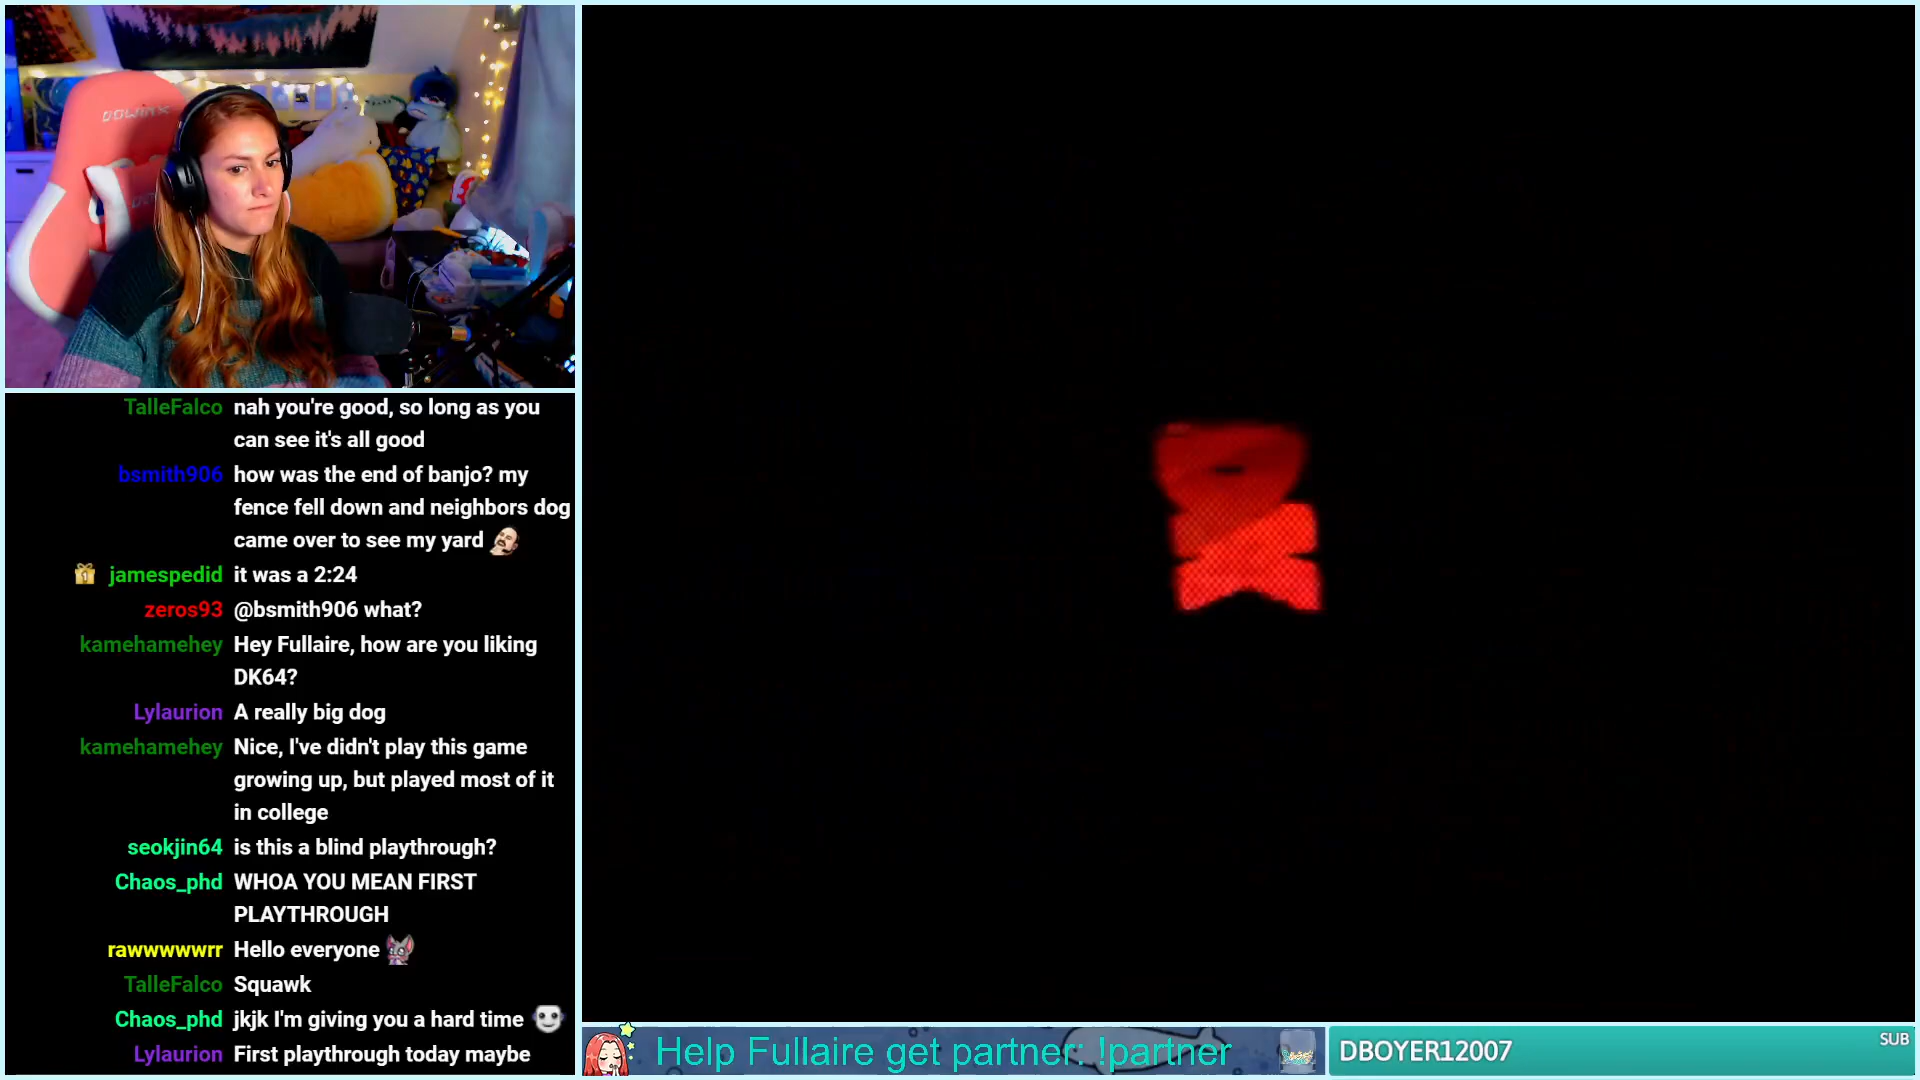 DOWINX
TalleFalco nah you're good, so long as you
can see it's all good
bsmith906 how was the end of banjo? my
fence fell down and neighbors dog
came over to see my yard
jamespedid it was a 2:24
zeros93 @bsmith906 what?
kamehamehey Hey Fullaire, how are you liking
DK64?
Lylaurion A really big dog
kamehamehey Nice, I've didn't play this game
growing up, but played most of it
in college
seokjin64 is this a blind playthrough?
Chaos_phd WHOA YOU MEAN FIRST
PLAYTHROUGH
rawwwwwrr Hello everyone
TalleFalco Squawk
Chaos_phd jkjk I'm giving you a hard time
Lylaurion First playthrough today maybe
Help Fullaire get partner: !partner
DBOYER12007
SUB